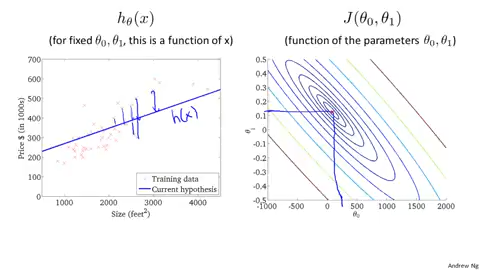 hθ(x)
(for fixed θ0, θ1, this is a function of x)
700
600
500
400
300
200
100
0
Price $ (in 1000s)
1000
2000
3000
4000
Size (feet²)
Training data
Current hypothesis
h(x)
J(θ0, θ1)
(function of the parameters θ0, θ1)
0.5
0.4
0.3
0.2
0.1
0
-0.1
-0.2
-0.3
-0.4
-0.5
θ1
-1000
-500
0
500
1000
1500
2000
θ0
Andrew Ng